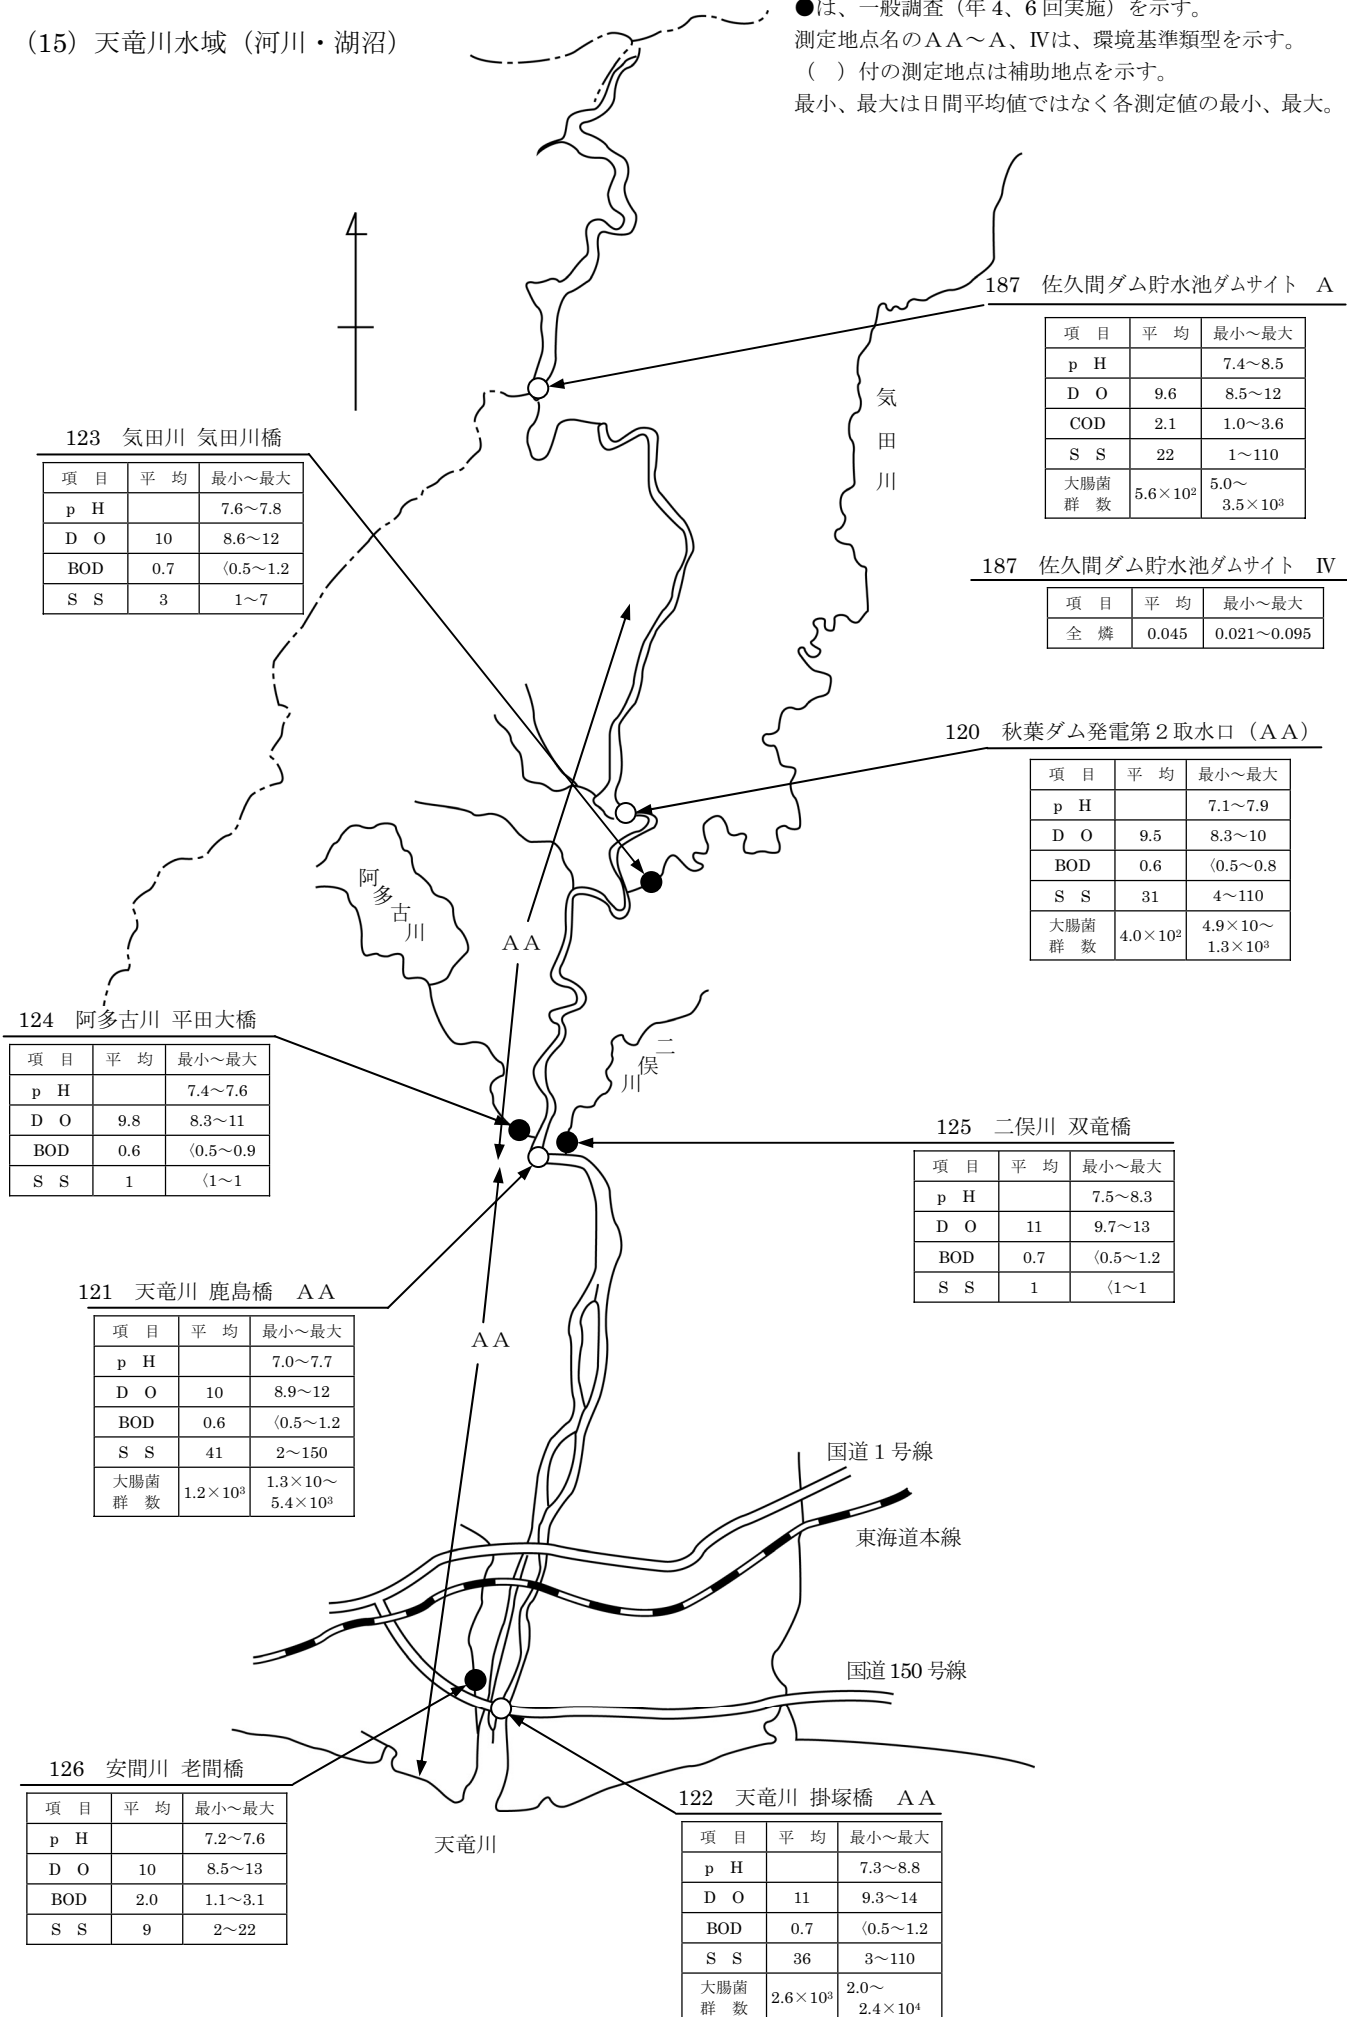 ●は、一般調査（年 4、6 回実施）を示す。
(15）天竜川水域（河川・湖沼）
測定地点名のＡＡ～Ａ、Ⅳは、環境基準類型を示す。
（　）付の測定地点は補助地点を示す。
最小、最大は日間平均値ではなく各測定値の最小、最大。
187　佐久間ダム貯水池ダムサイト　A
項　目　平　均　最小～最大
p　H　7.4～8.5
D　O　9.6　8.5～12
COD　2.1　1.0～3.6
S　S　22　1～110
大腸菌群　数　5.6×10²　5.0～3.5×10³
気田川
123　気田川 気田川橋
項　目　平　均　最小～最大
p　H　7.6～7.8
D　O　10　8.6～12
BOD　0.7　〈0.5～1.2
S　S　3　1～7
187　佐久間ダム貯水池ダムサイト　Ⅳ
項　目　平　均　最小～最大
全　燐　0.045　0.021～0.095
120　秋葉ダム発電第２取水口（ＡＡ）
項　目　平　均　最小～最大
p　H　7.1～7.9
D　O　9.5　8.3～10
BOD　0.6　〈0.5～0.8
S　S　31　4～110
大腸菌群　数　4.0×10²　4.9×10～1.3×10³
阿多古川
ＡＡ
124　阿多古川 平田大橋
項　目　平　均　最小～最大
p　H　7.4～7.6
D　O　9.8　8.3～11
BOD　0.6　〈0.5～0.9
S　S　1　〈1～1
二俣川
125　二俣川 双竜橋
項　目　平　均　最小～最大
p　H　7.5～8.3
D　O　11　9.7～13
BOD　0.7　〈0.5～1.2
S　S　1　〈1～1
121　天竜川 鹿島橋　ＡＡ
項　目　平　均　最小～最大
p　H　7.0～7.7
D　O　10　8.9～12
BOD　0.6　〈0.5～1.2
S　S　41　2～150
大腸菌群　数　1.2×10³　1.3×10～5.4×10³
ＡＡ
国道 1 号線
東海道本線
国道 150 号線
126　安間川 老間橋
項　目　平　均　最小～最大
p　H　7.2～7.6
D　O　10　8.5～13
BOD　2.0　1.1～3.1
S　S　9　2～22
天竜川
122　天竜川 掛塚橋　ＡＡ
項　目　平　均　最小～最大
p　H　7.3～8.8
D　O　11　9.3～14
BOD　0.7　〈0.5～1.2
S　S　36　3～110
大腸菌群　数　2.6×10³　2.0～2.4×10⁴